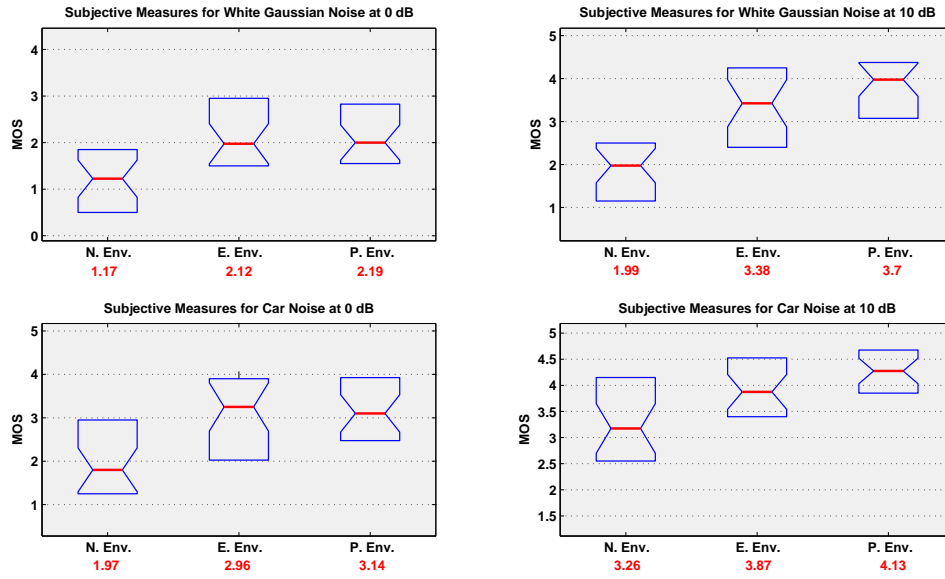 Subjective Measures for White Gaussian Noise at 0 dB
4
3
2
1
0
MOS
N. Env. E. Env. P. Env.
1.17 2.12 2.19
Subjective Measures for White Gaussian Noise at 10 dB
5
4
3
2
1
MOS
N. Env. E. Env. P. Env.
1.99 3.38 3.7
Subjective Measures for Car Noise at 0 dB
5
4
3
2
1
MOS
N. Env. E. Env. P. Env.
1.97 2.96 3.14
Subjective Measures for Car Noise at 10 dB
5
4.5
4
3.5
3
2.5
2
1.5
MOS
N. Env. E. Env. P. Env.
3.26 3.87 4.13